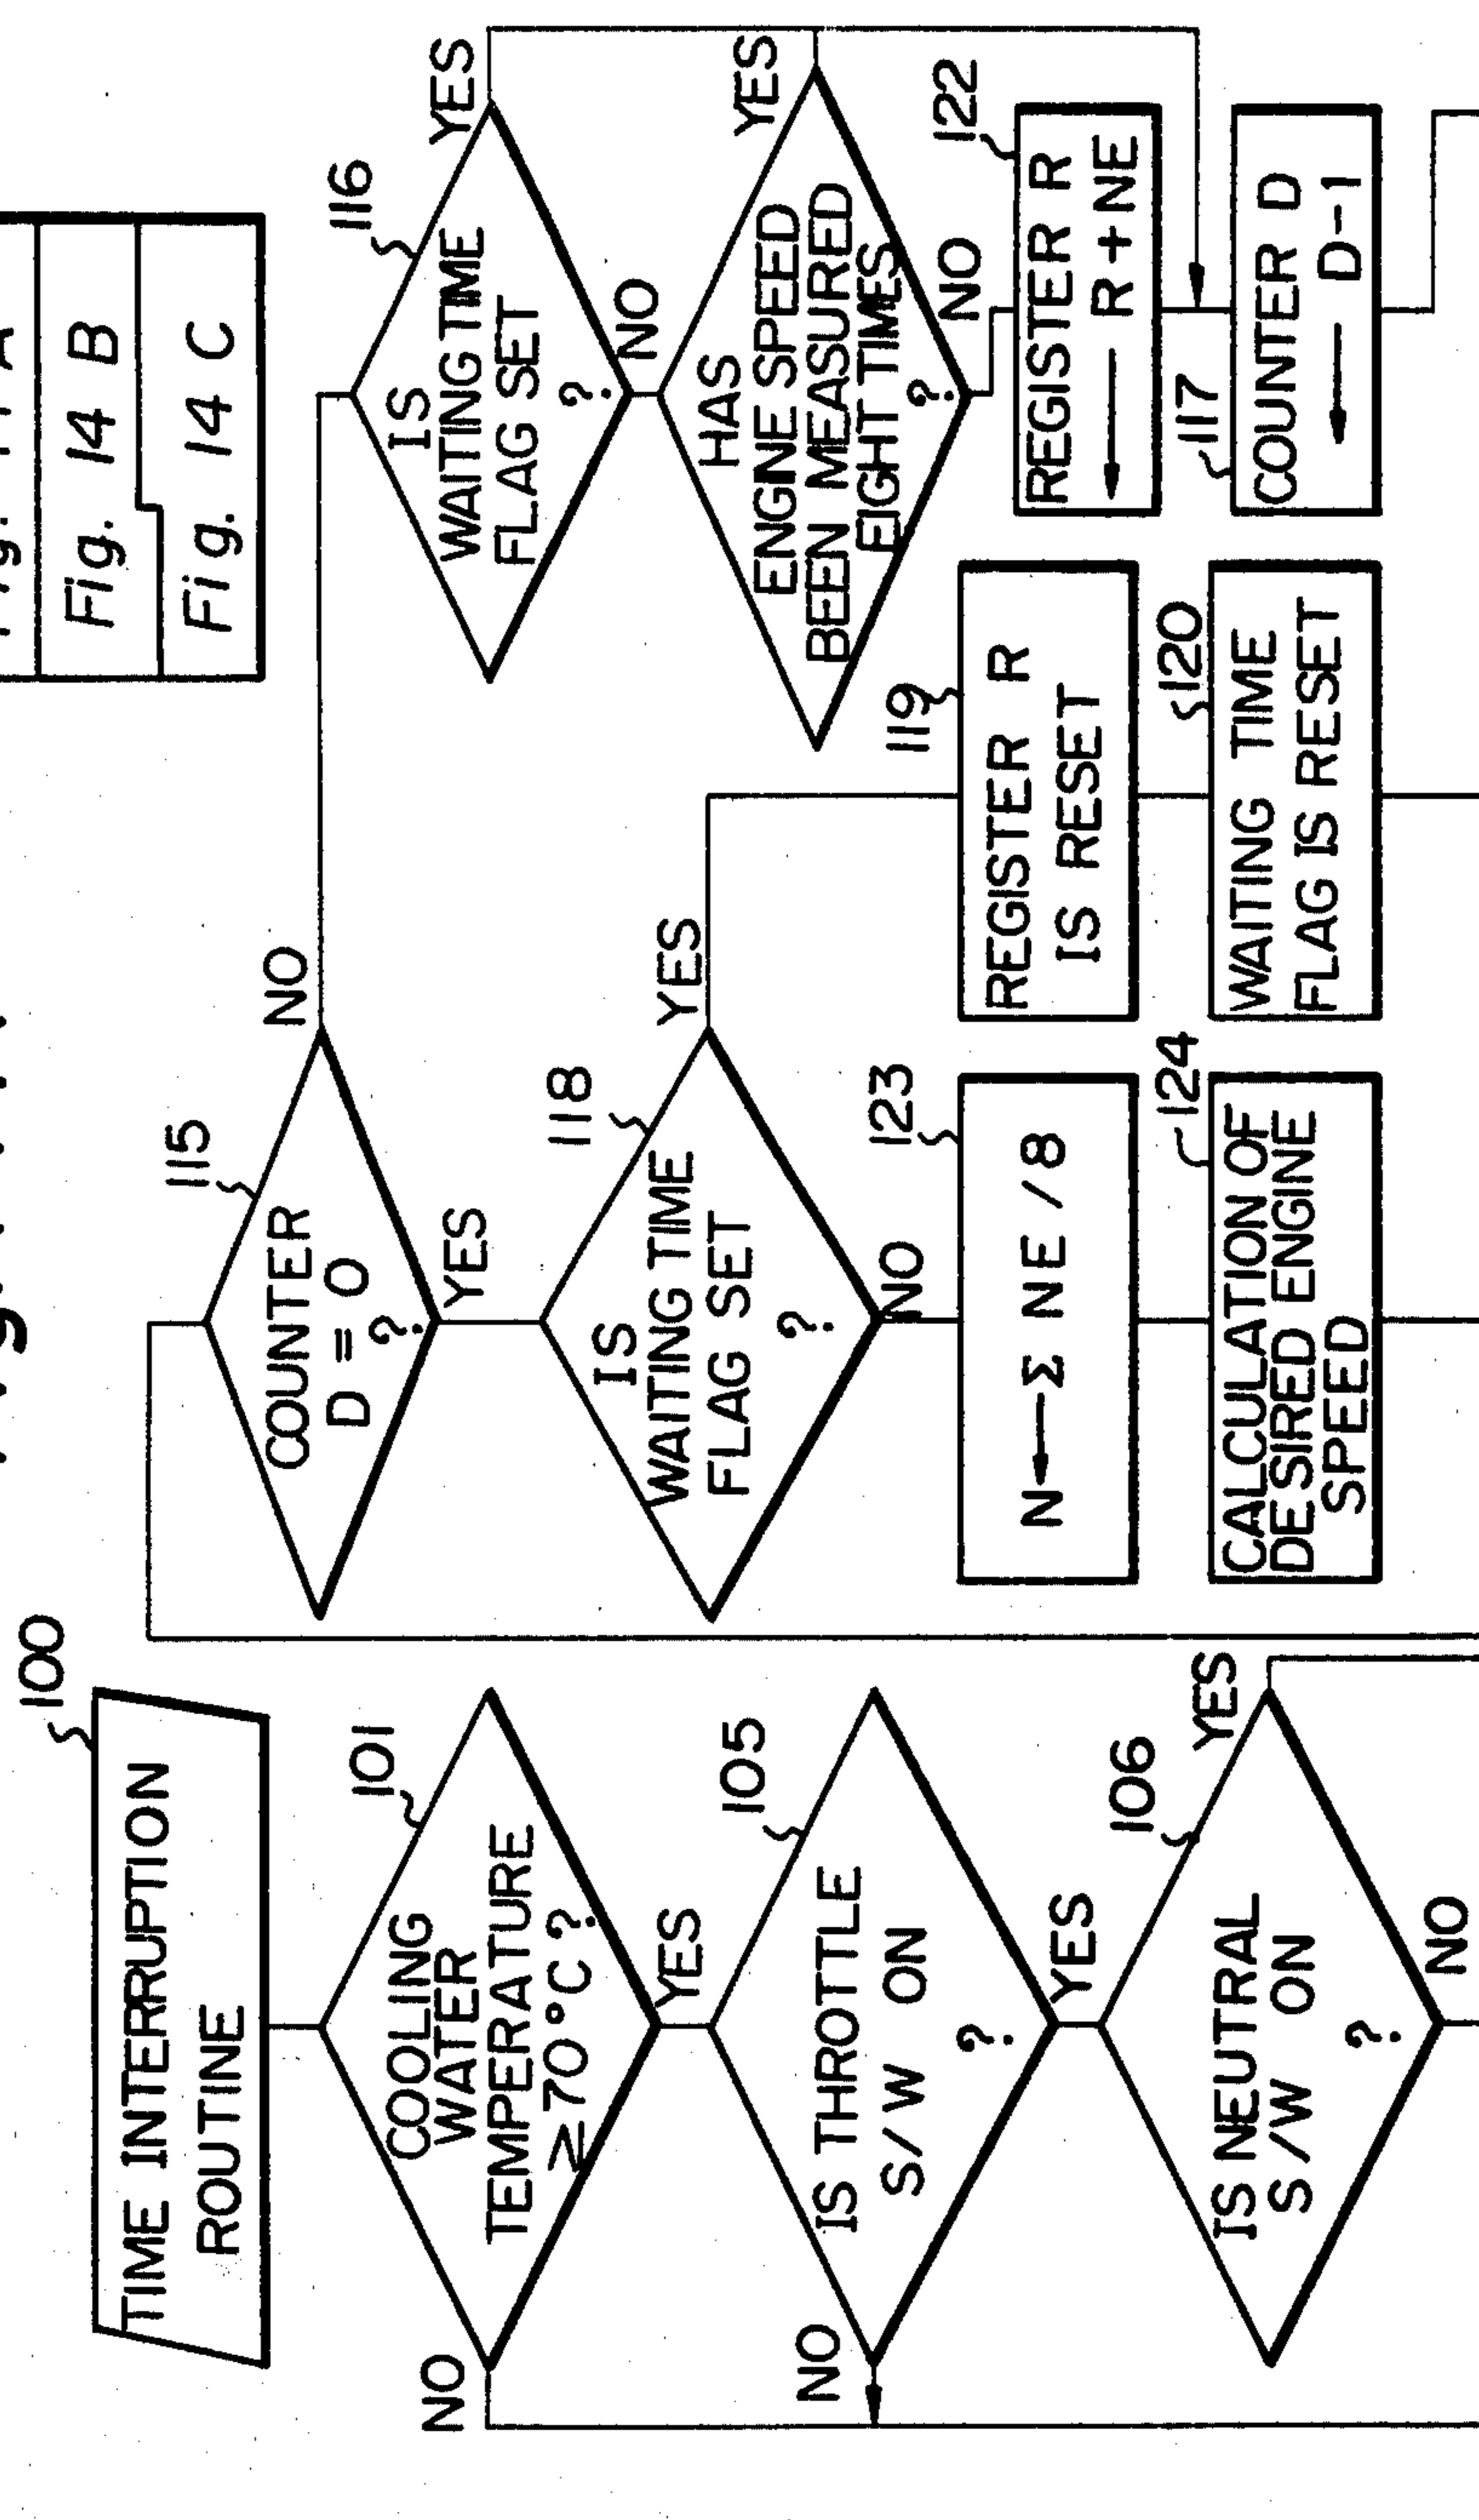 Fig. 14 B
Fig. 14 C
100
TIME INTERRUPTION
ROUTINE
101
COOLING
WATER
TEMPERATURE
≥70°C?
NO
YES
105
IS THROTTLE
S/W ON
?
NO
YES
106
IS NEUTRAL
S/W ON
?
YES
NO
115
COUNTER
D=0
?
NO
YES
118
IS
WAITING TIME
FLAG SET
?
YES
NO
123
N ← Σ NE/8
124
CALCULATION OF
DESIRED ENGINE
SPEED
119
REGISTER R
IS RESET
120
WAITING TIME
FLAG IS RESET
116
IS
WAITING TIME
FLAG SET
?
YES
NO
HAS
ENGNE SPEED
BEEN MEASURED
EIGHT TIMES
?
YES
NO
122
REGISTER R
← R+NE
117
COUNTER D
← D-1